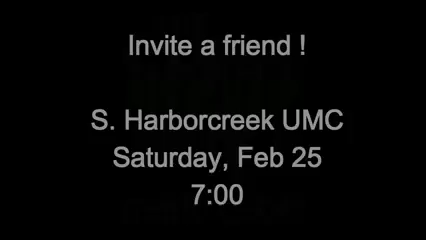 Invite a friend !
S. Harborcreek UMC
Saturday, Feb 25
7:00